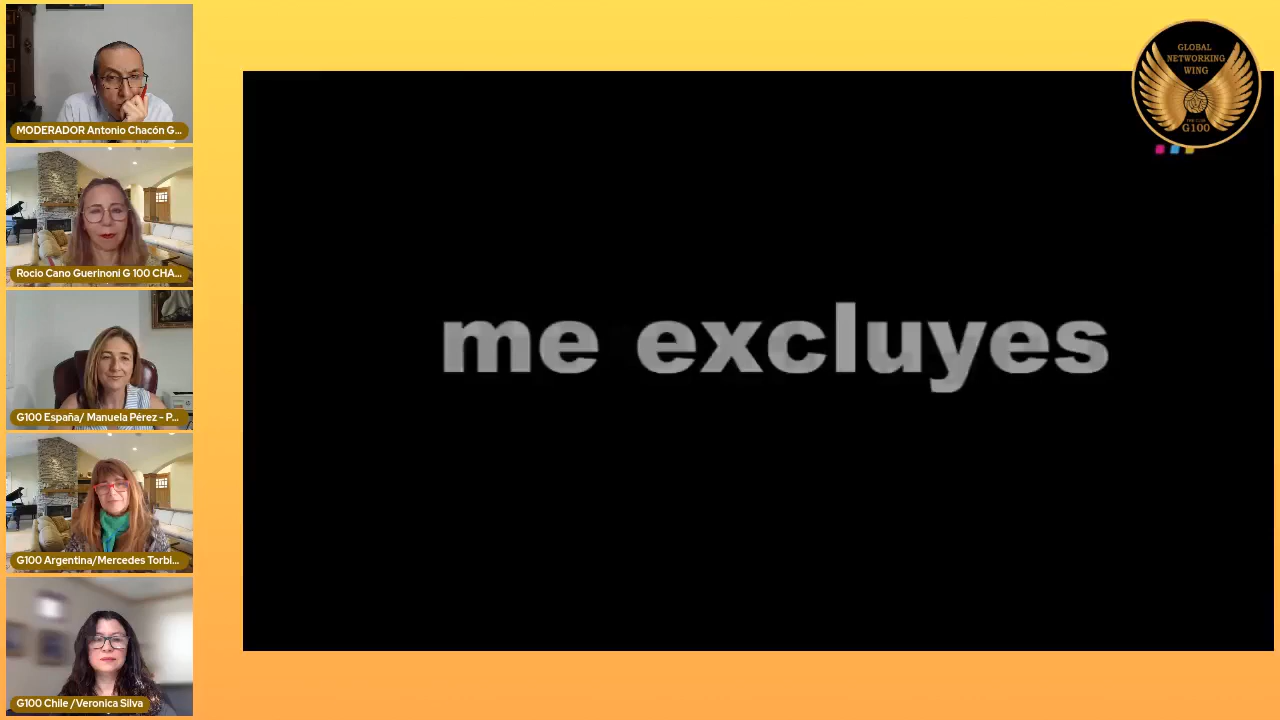 MODERADOR Antonio Chacón G...
Rocio Cano Guerinoni G 100 CHA...
G100 España/ Manuela Pérez - P...
G100 Argentina/Mercedes Torbi...
G100 Chile /Veronica Silva
me excluyes
GLOBAL
NETWORKING
WING
G100